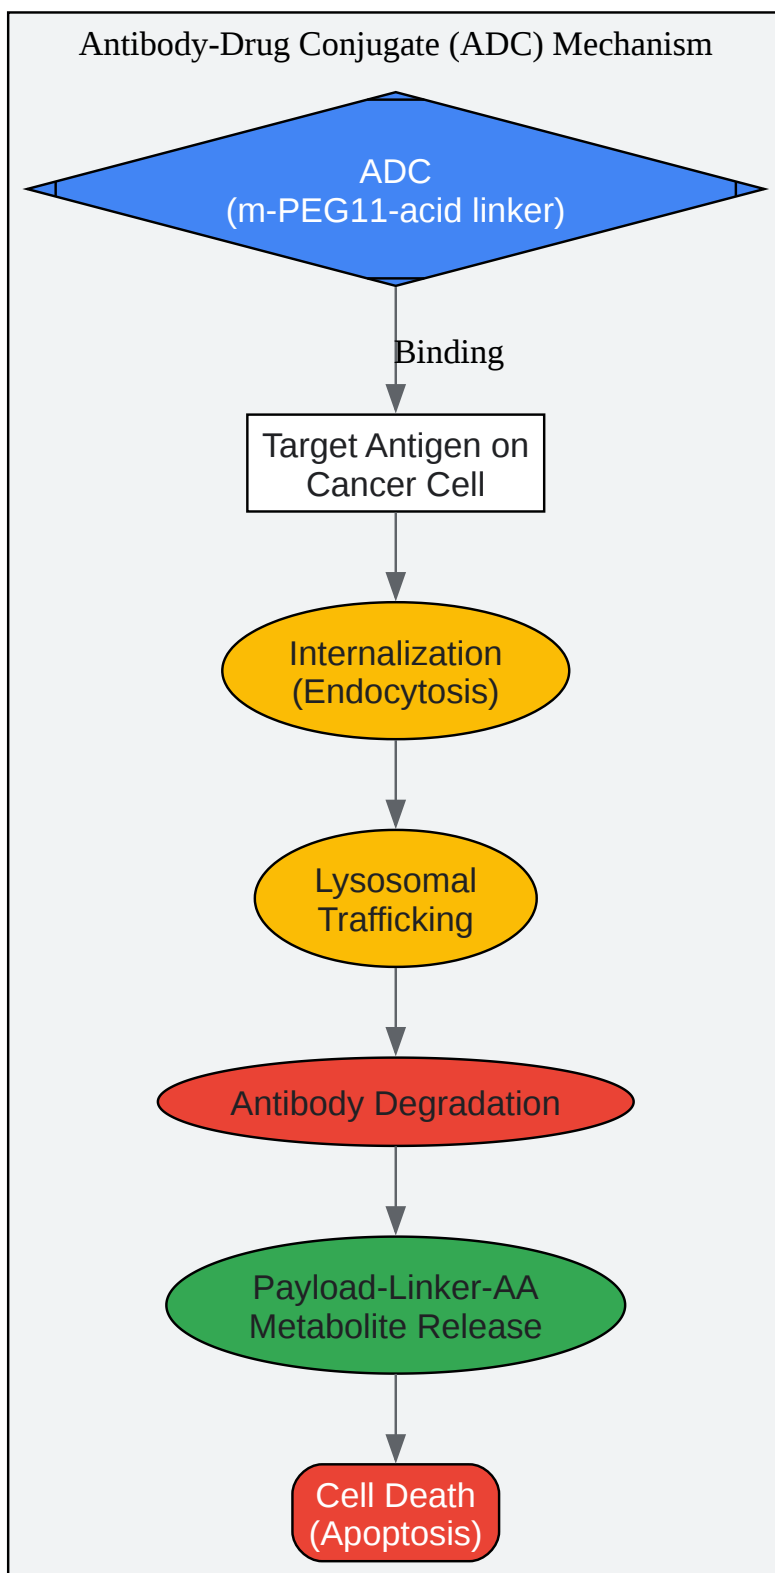 Antibody-Drug Conjugate (ADC) Mechanism
ADC
(m-PEG11-acid linker)
Binding
Target Antigen on
Cancer Cell
Internalization
(Endocytosis)
Lysosomal
Trafficking
Antibody Degradation
Payload-Linker-AA
Metabolite Release
Cell Death
(Apoptosis)